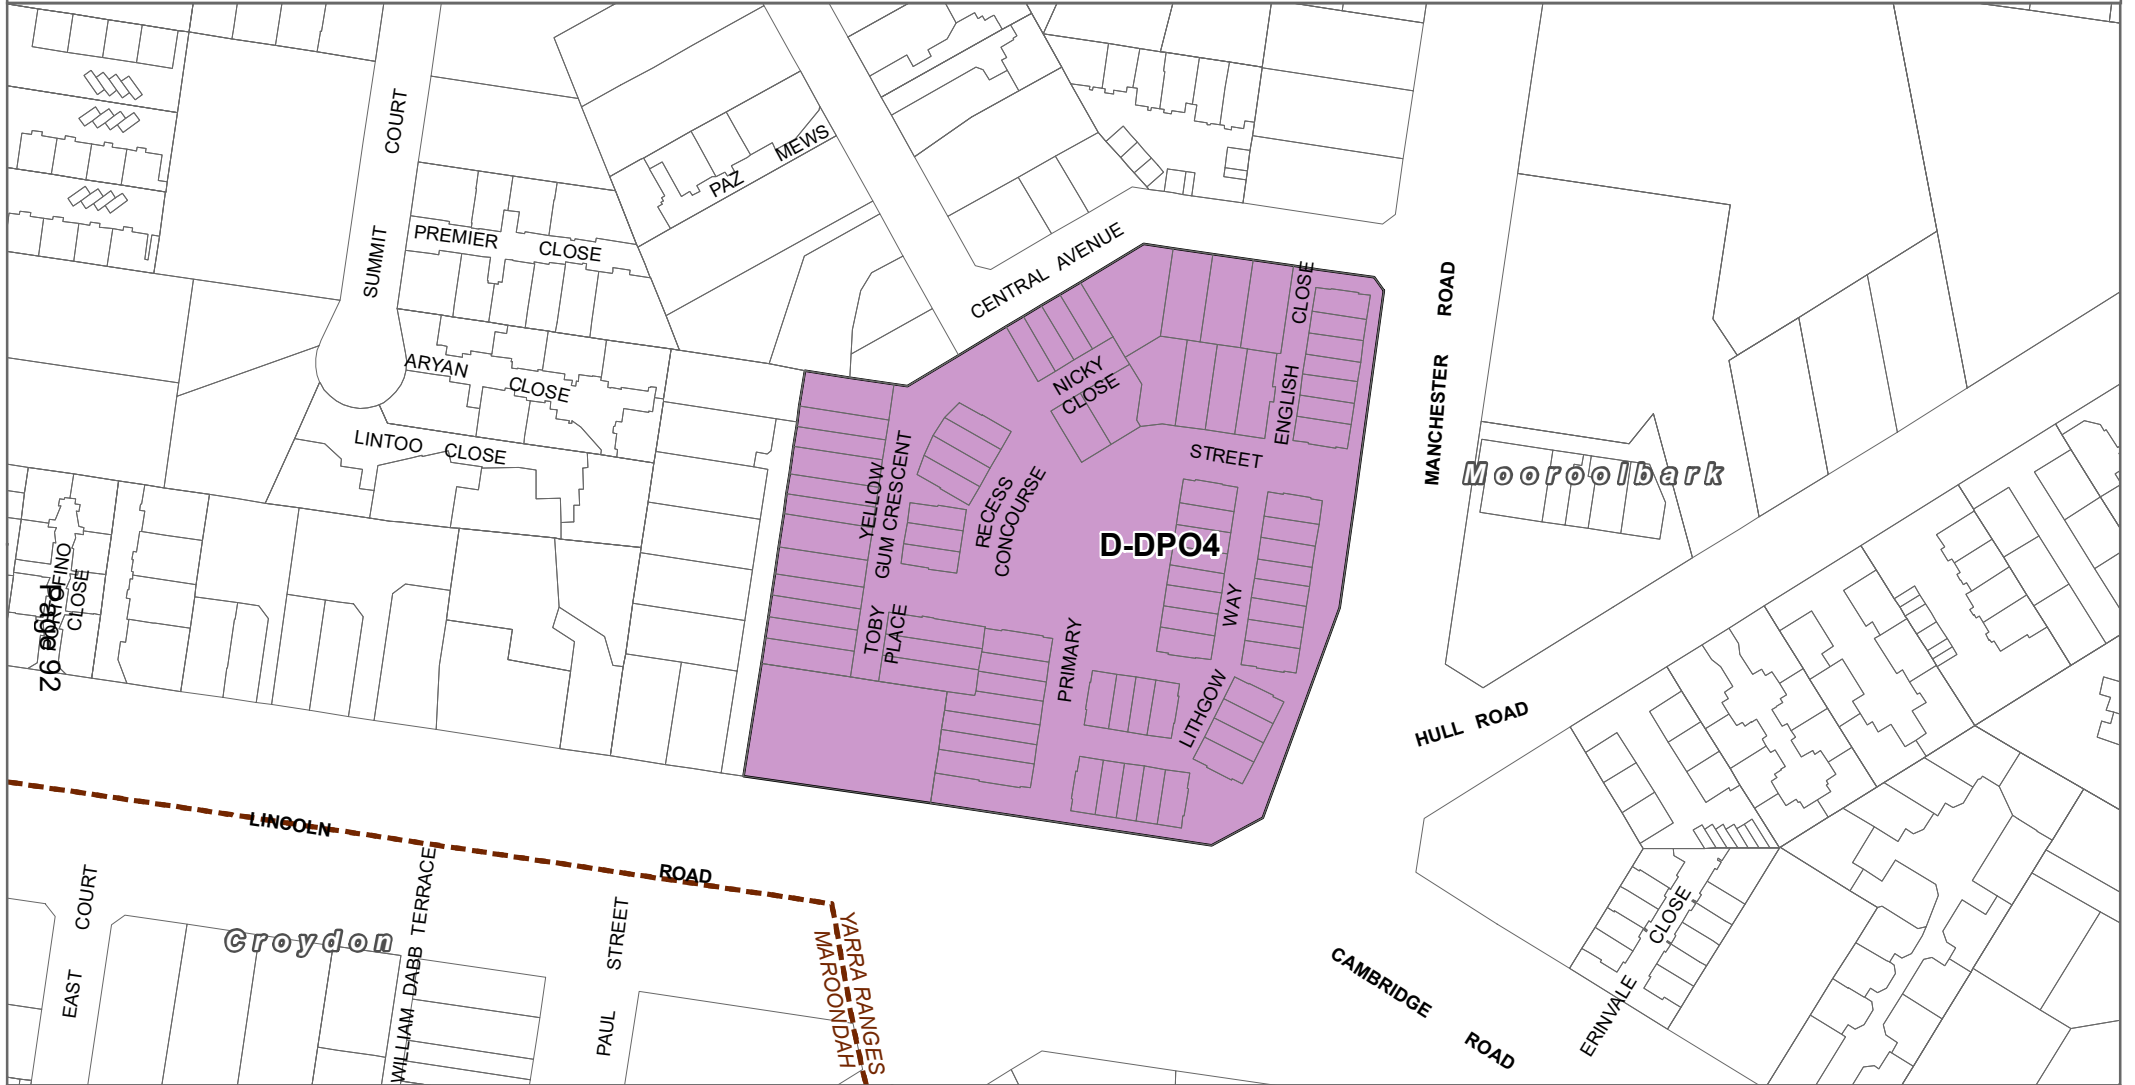 COURT
SUMMIT
PAZ MEWS
PREMIER CLOSE
CENTRAL AVENUE
ARYAN CLOSE
LINTOO CLOSE
NICKY
CLOSE
ENGLISH CLOSE
STREET
MANCHESTER ROAD
Mooroolbark
YELLOW
GUM CRESCENT
RECESS
CONCOURSE
D-DPO4
TOBY
PLACE
PRIMARY
WAY
LITHGOW
CLOSE
Page 92
HULL ROAD
LINCOLN ROAD
EAST COURT
Croydon
WILLIAM DABB TERRACE
PAUL STREET
YARRA RANGES
MAROONDAH
CAMBRIDGE ROAD
ERINVALE CLOSE